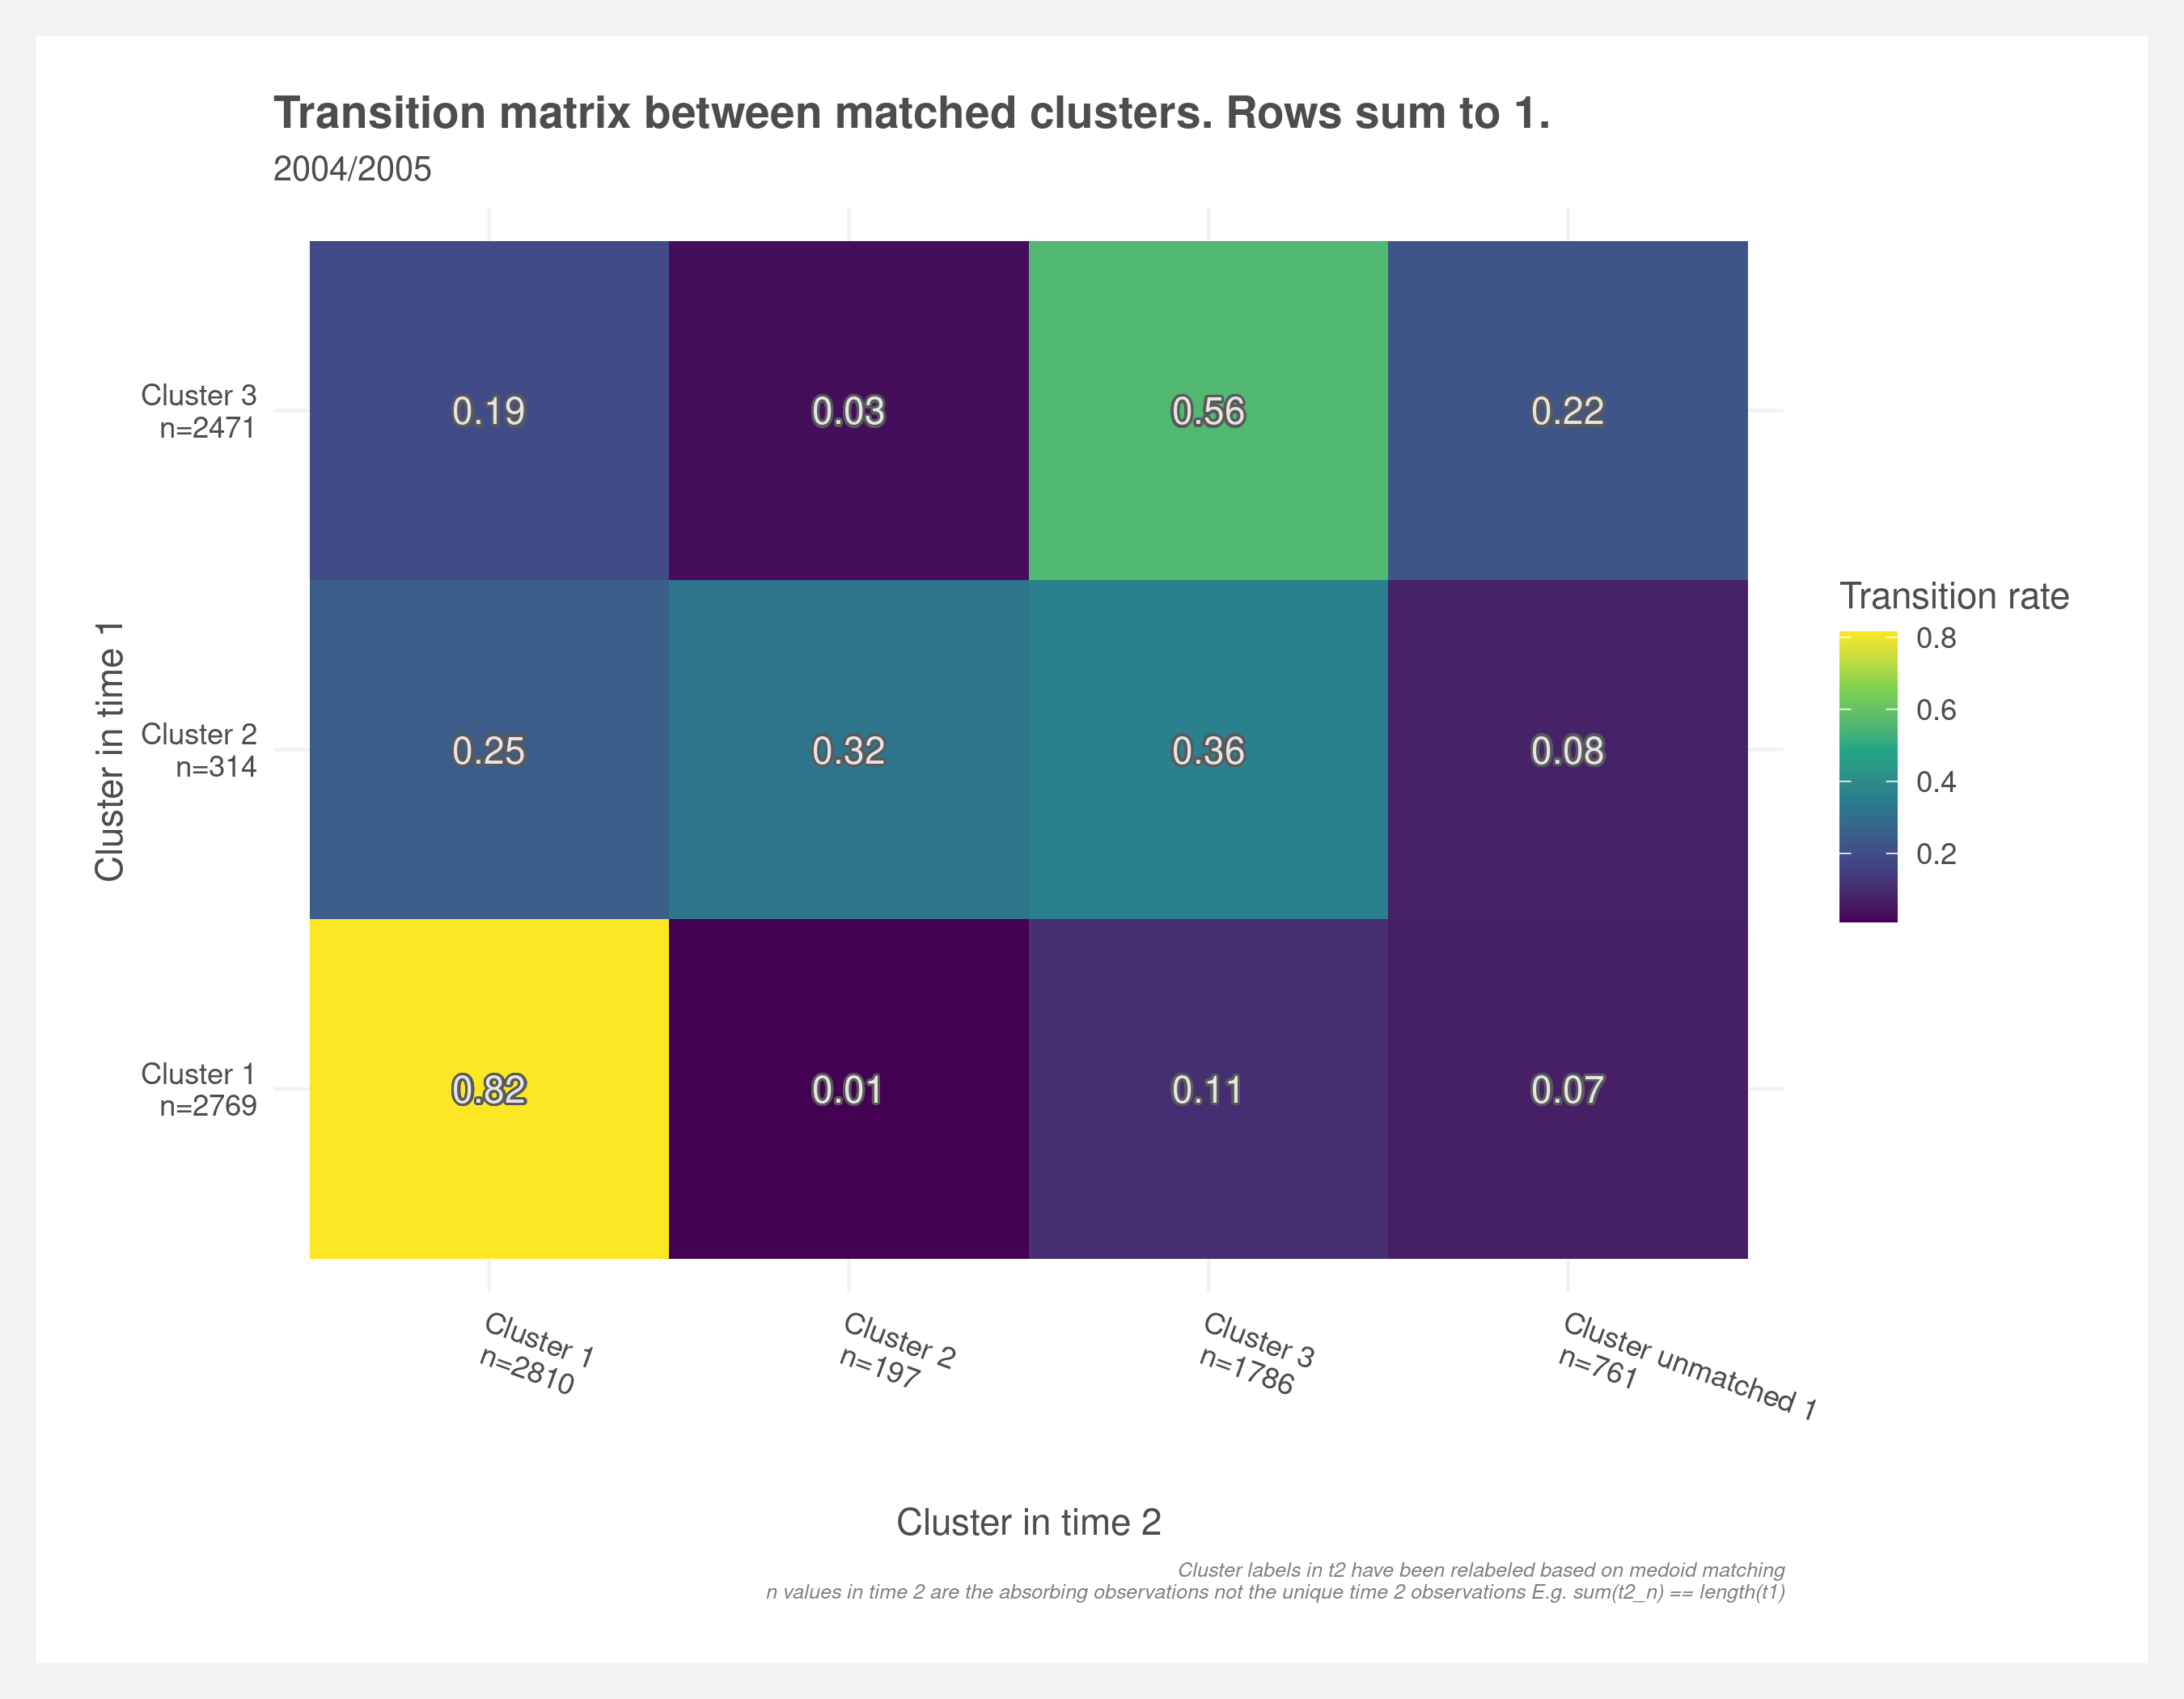 Transition matrix between matched clusters. Rows sum to 1.
2004/2005
Cluster in time 1
Cluster 3
n=2471
0.19 0.03 0.56 0.22
Cluster 2
n=314
0.25 0.32 0.36 0.08
Cluster 1
n=2769
0.82 0.01 0.11 0.07
Cluster 1
n=2810
Cluster 2
n=197
Cluster 3
n=1786
Cluster unmatched 1
n=761
Cluster in time 2
Transition rate
0.8
0.6
0.4
0.2
Cluster labels in t2 have been relabeled based on medoid matching
n values in time 2 are the absorbing observations not the unique time 2 observations E.g. sum(t2_n) == length(t1)